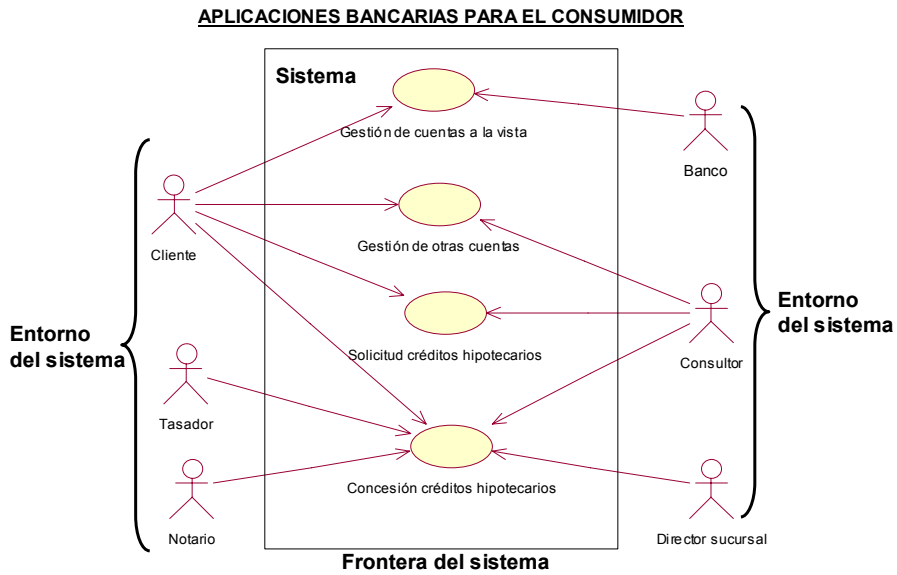 APLICACIONES BANCARIAS PARA EL CONSUMIDOR
Sistema
Gestión de cuentas a la vista
Banco
Cliente
Gestión de otras cuentas
Entorno
del sistema
Solicitud créditos hipotecarios
Consultor
Entorno
del sistema
Tasador
Concesión créditos hipotecarios
Notario
Director sucursal
Frontera del sistema